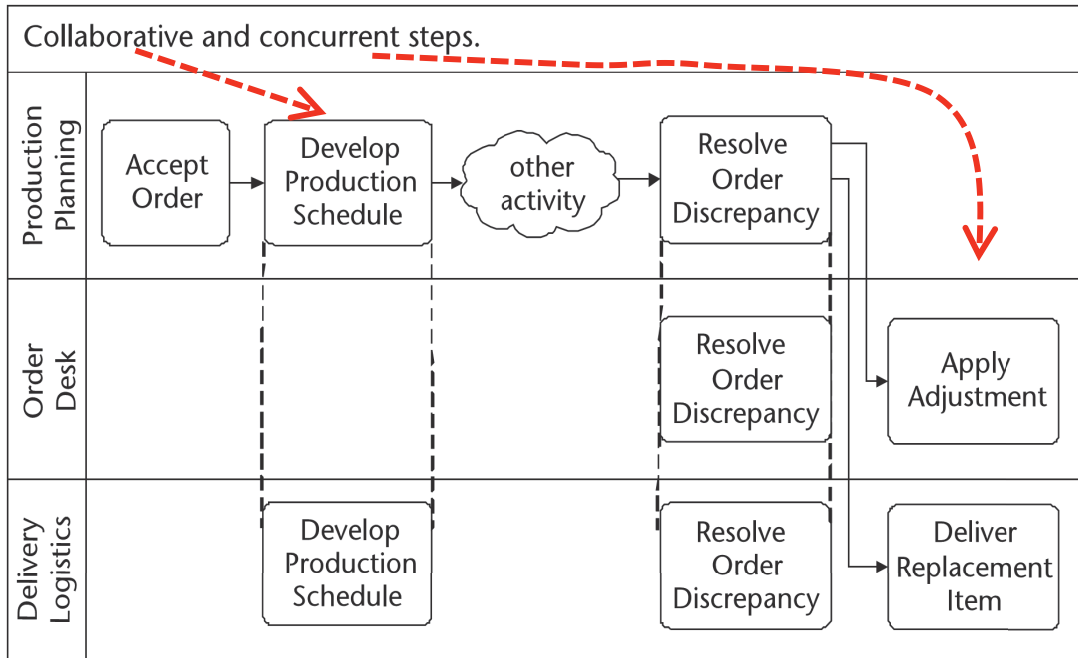 Collaborative and concurrent steps.
Production
Planning
Accept
Order
Develop
Production
Schedule
other
activity
Resolve
Order
Discrepancy
Order
Desk
Resolve
Order
Discrepancy
Apply
Adjustment
Delivery
Logistics
Develop
Production
Schedule
Resolve
Order
Discrepancy
Deliver
Replacement
Item